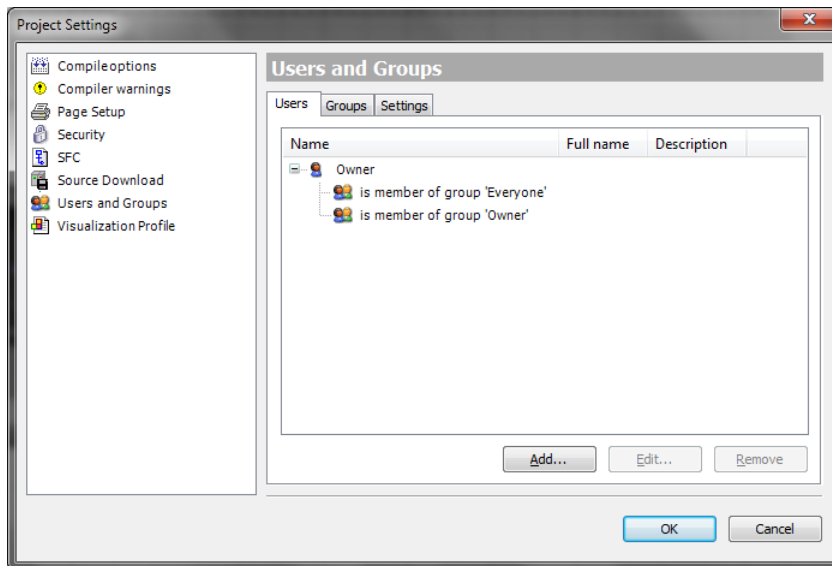 Project Settings
Compileoptions
Compiler warnings
Page Setup
Security
SFC
Source Download
Users and Groups
Visualization Profile
Users and Groups
Users Groups Settings
Name Full name Description
Owner
is member of group 'Everyone'
is member of group 'Owner'
Add... Edit... Remove
OK Cancel